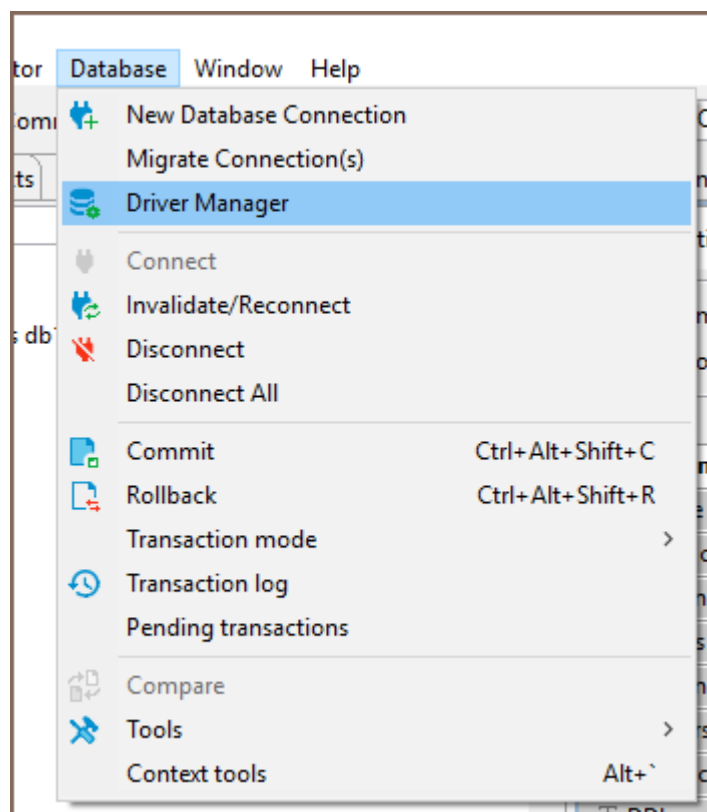 Database Window Help
New Database Connection
Migrate Connection(s)
Driver Manager
Connect
Invalidate/Reconnect
Disconnect
Disconnect All
Commit Ctrl+Alt+Shift+C
Rollback Ctrl+Alt+Shift+R
Transaction mode
Transaction log
Pending transactions
Compare
Tools
Context tools Alt+`